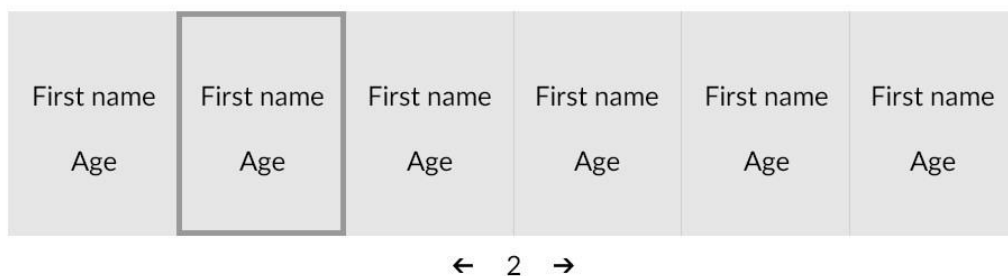 First name First name First name First name First name First name
Age Age Age Age Age Age
← 2 →